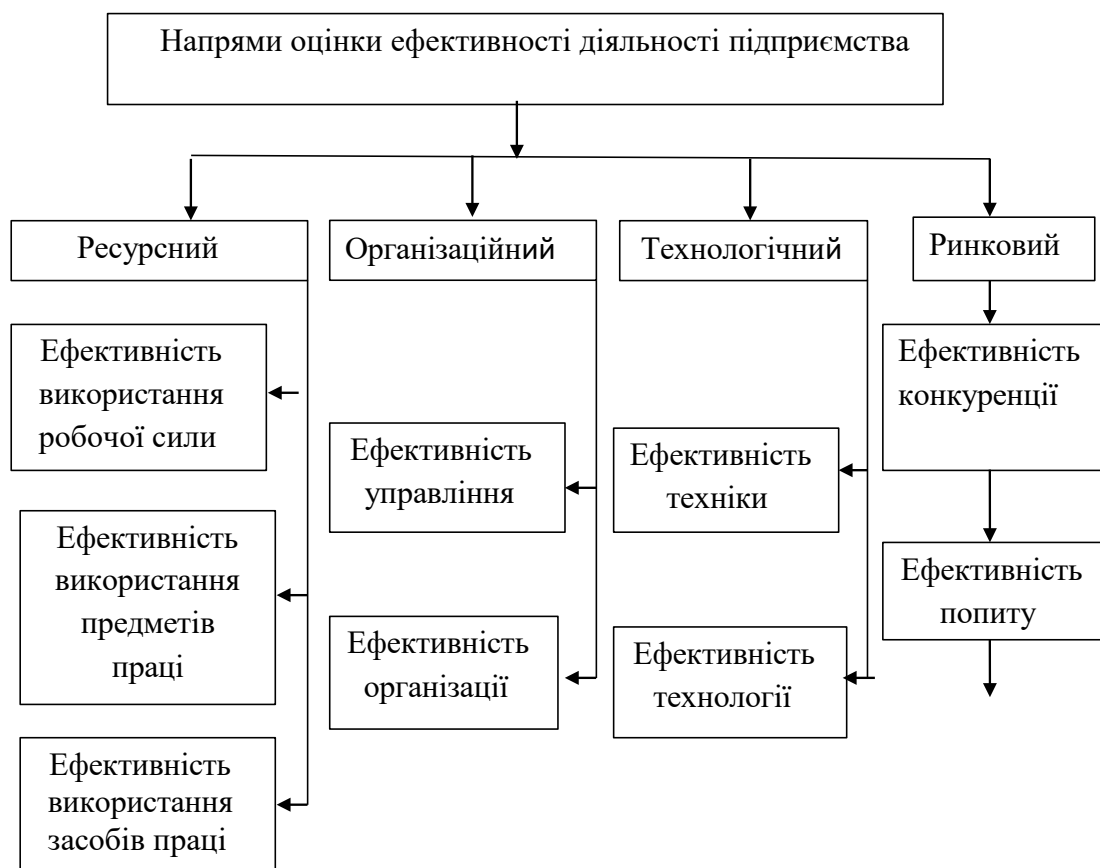 Напрями оцінки ефективності діяльності підприємства
Ресурсний
Організаційний
Технологічний
Ринковий
Ефективність
використання
робочої сили
Ефективність
використання
предметів
праці
Ефективність
використання
засобів праці
Ефективність
управління
Ефективність
організації
Ефективність
техніки
Ефективність
технології
Ефективність
конкуренції
Ефективність
попиту